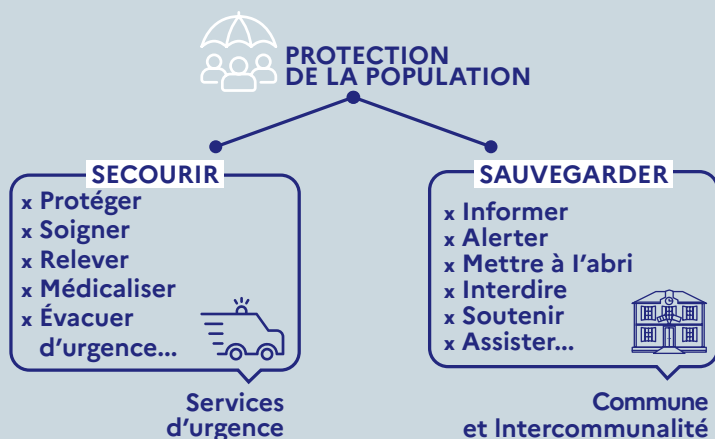 PROTECTION
DE LA POPULATION
SECOURIR
x Protéger
x Soigner
x Relever
x Médicaliser
x Évacuer
d'urgence...
Services
d'urgence
SAUVEGARDER
x Informer
x Alerter
x Mettre à l'abri
x Interdire
x Soutenir
x Assister...
Commune
et Intercommunalité